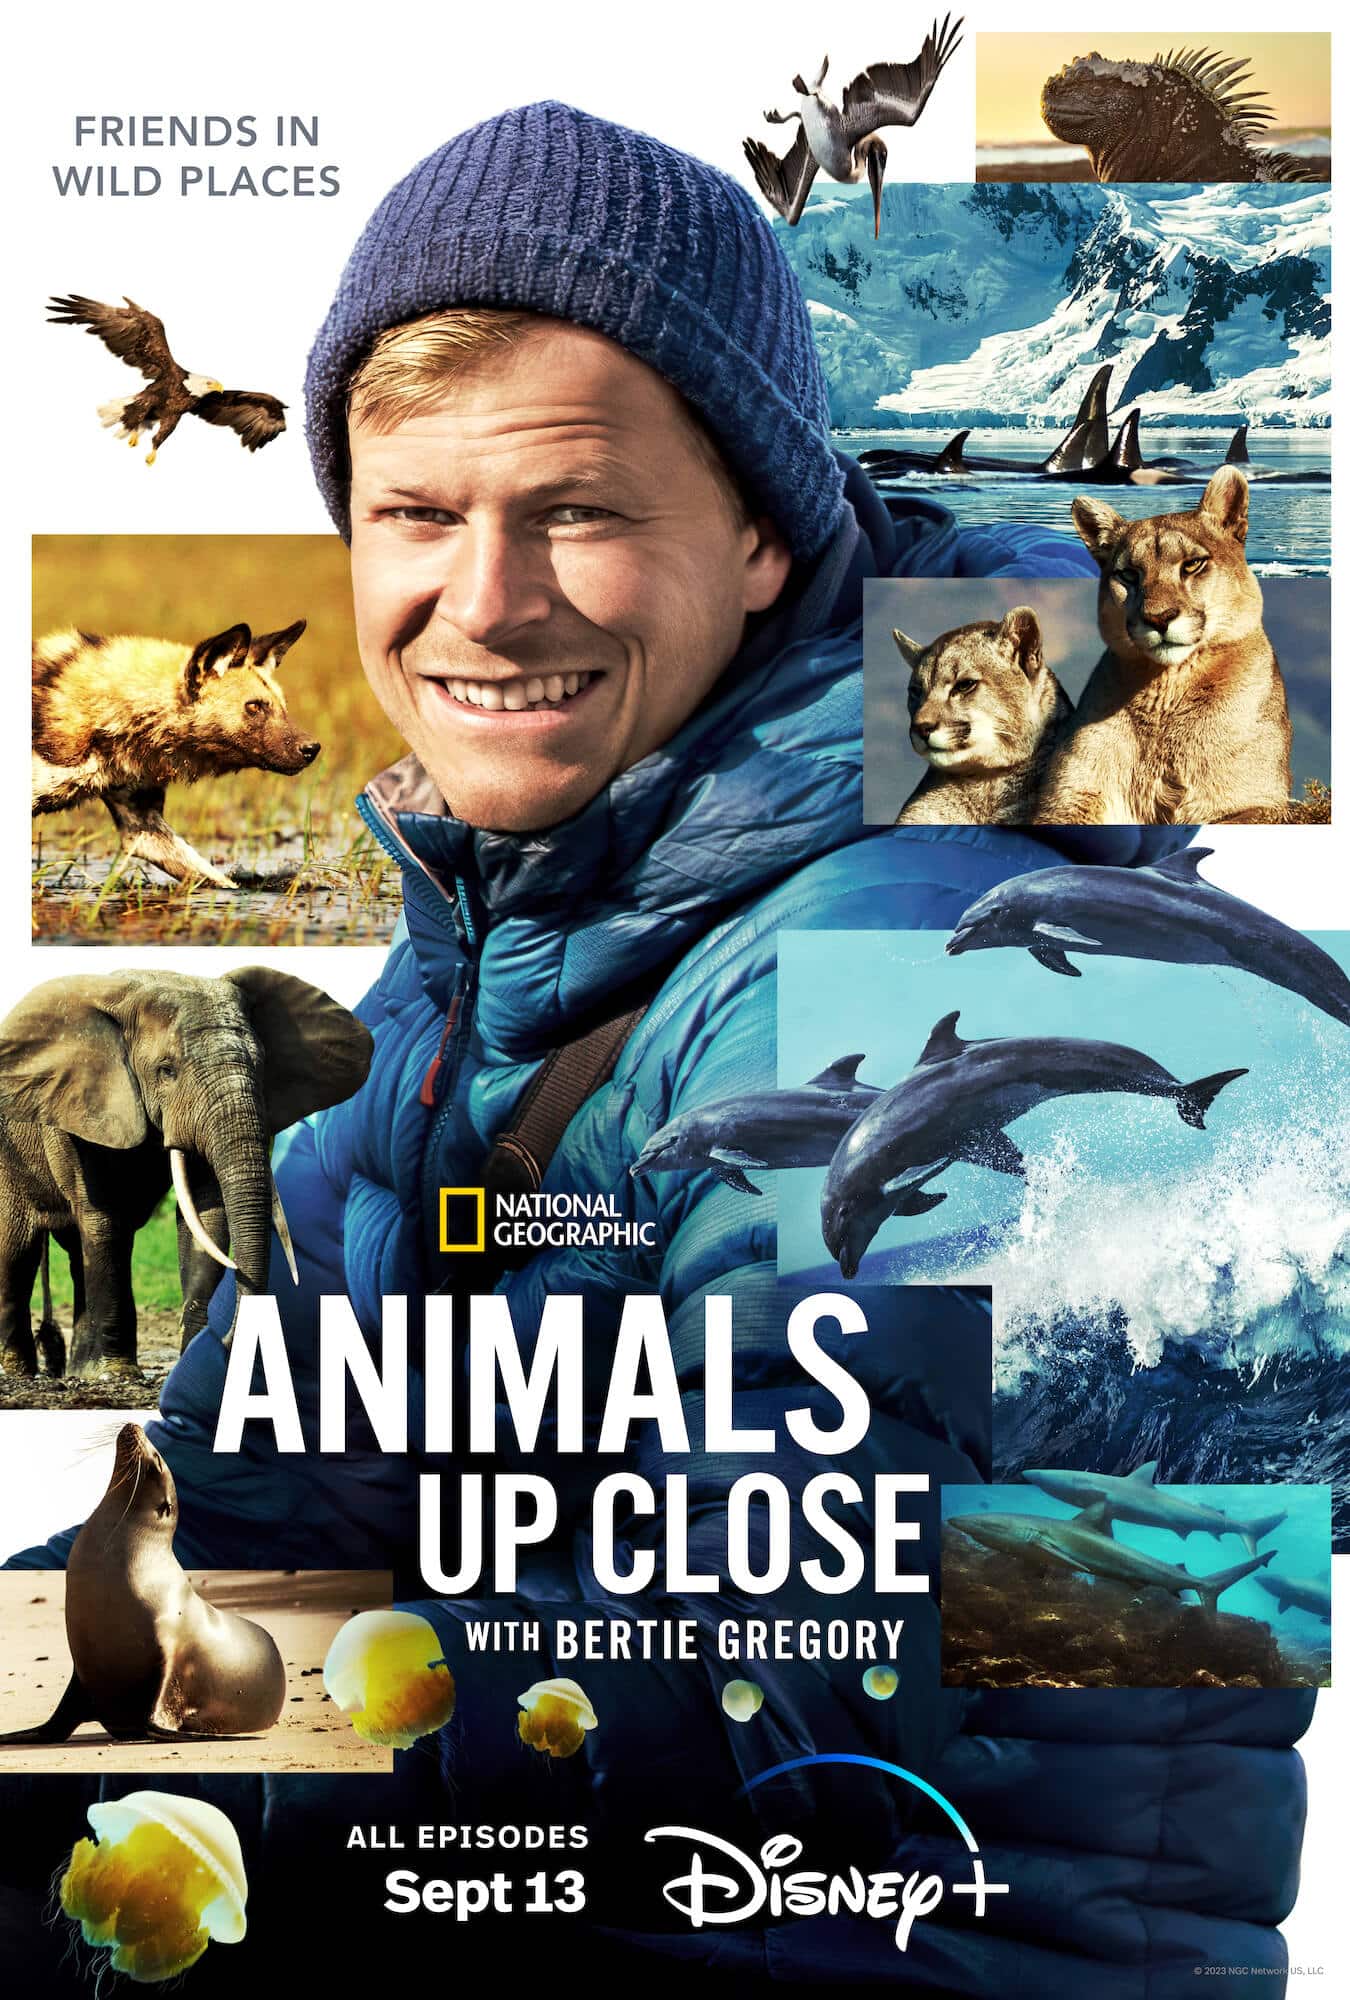 FRIENDS IN
WILD PLACES
NATIONAL
GEOGRAPHIC
ANIMALS
UP CLOSE
WITH BERTIE GREGORY
ALL EPISODES
Sept 13
Disney+
© 2023 NGC Network US, LLC